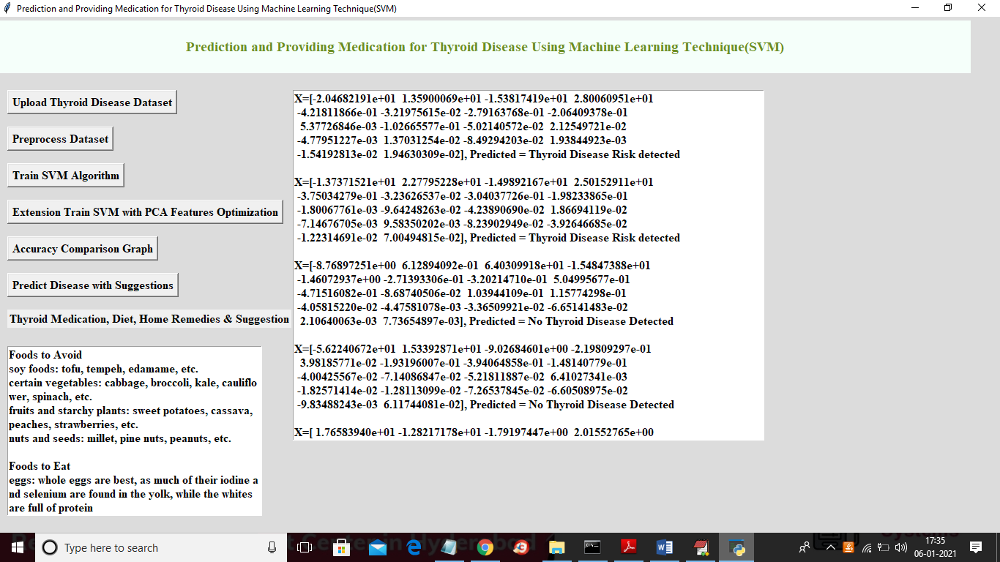 Prediction and Providing Medication for Thyroid Disease Using Machine Learning Technique(SVM)
Prediction and Providing Medication for Thyroid Disease Using Machine Learning Technique(SVM)
Upload Thyroid Disease Dataset
Preprocess Dataset
Train SVM Algorithm
Extension Train SVM with PCA Features Optimization
Accuracy Comparison Graph
Predict Disease with Suggestions
Thyroid Medication, Diet, Home Remedies & Suggestion
Foods to Avoid
soy foods: tofu, tempeh, edamame, etc.
certain vegetables: cabbage, broccoli, kale, cauliflo
wer, spinach, etc.
fruits and starchy plants: sweet potatoes, cassava,
peaches, strawberries, etc.
nuts and seeds: millet, pine nuts, peanuts, etc.
Foods to Eat
eggs: whole eggs are best, as much of their iodine a
nd selenium are found in the yolk, while the whites
are full of protein
X=[-2.04682191e+01 1.35900069e+01 -1.53817419e+01 2.80060951e+01
-4.21811866e-01 -3.21975615e-02 -2.79163768e-01 -2.06409378e-01
5.37726846e-03 -1.02665577e-01 -5.02140572e-02 2.12549721e-02
-4.77951227e-03 1.37031254e-02 -8.49294203e-02 1.93844923e-03
-1.54192813e-02 1.94630309e-02], Predicted = Thyroid Disease Risk detected
X=[-1.37371521e+01 2.27795228e+01 -1.49892167e+01 2.50152911e+01
-3.75034279e-01 -3.23626537e-02 -3.04037726e-01 -1.98233865e-01
-1.80067761e-03 -9.64248263e-02 -4.23890690e-02 1.86694119e-02
-7.14676705e-03 9.58350202e-03 -8.23902949e-02 -3.92646685e-02
-1.22314691e-02 7.00494815e-02], Predicted = Thyroid Disease Risk detected
X=[-8.76897251e+00 6.12894092e-01 6.40309918e+01 -1.54847388e+01
-1.46072937e+00 -2.71393306e-01 -3.20214710e-01 5.04995677e-01
-4.71516082e-01 -8.68740506e-02 1.03944109e-01 1.15774298e-01
-4.05815220e-02 -4.47581078e-03 -3.36509921e-02 -6.65141483e-02
2.10640063e-03 7.73654897e-03], Predicted = No Thyroid Disease Detected
X=[-5.62240672e+01 1.53392871e+01 -9.02684601e+00 -2.19809297e-01
3.98185771e-02 -1.93196007e-01 -3.94064858e-01 -1.48140779e-01
-4.00425567e-02 -7.14086847e-02 -5.21811887e-02 6.41027341e-03
-1.82571414e-02 -1.28113099e-02 -7.26537845e-02 -6.60508975e-02
-9.83488243e-03 6.11744081e-02], Predicted = No Thyroid Disease Detected
X=[ 1.76583940e+01 -1.28217178e+01 -1.79197447e+00 2.01552765e+00
Type here to search
17:35
06-01-2021